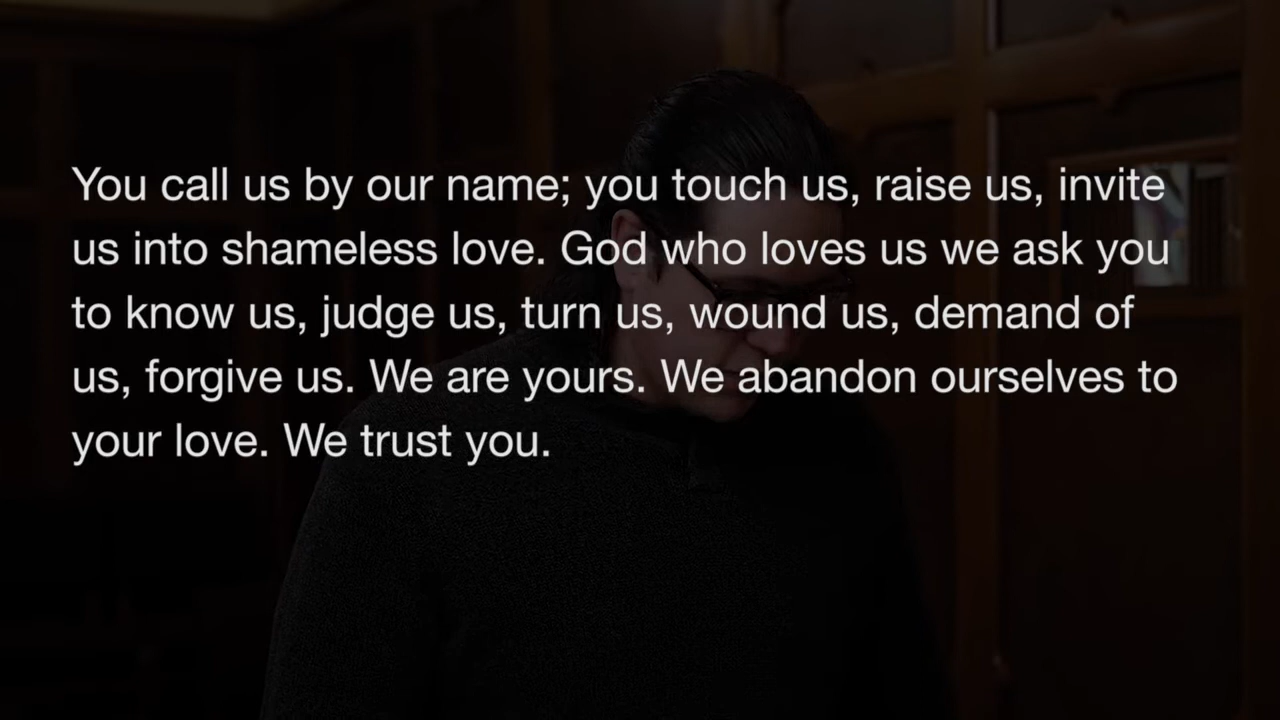 You call us by our name; you touch us, raise us, invite
us into shameless love. God who loves us we ask you
to know us, judge us, turn us, wound us, demand of
us, forgive us. We are yours. We abandon ourselves to
your love. We trust you.